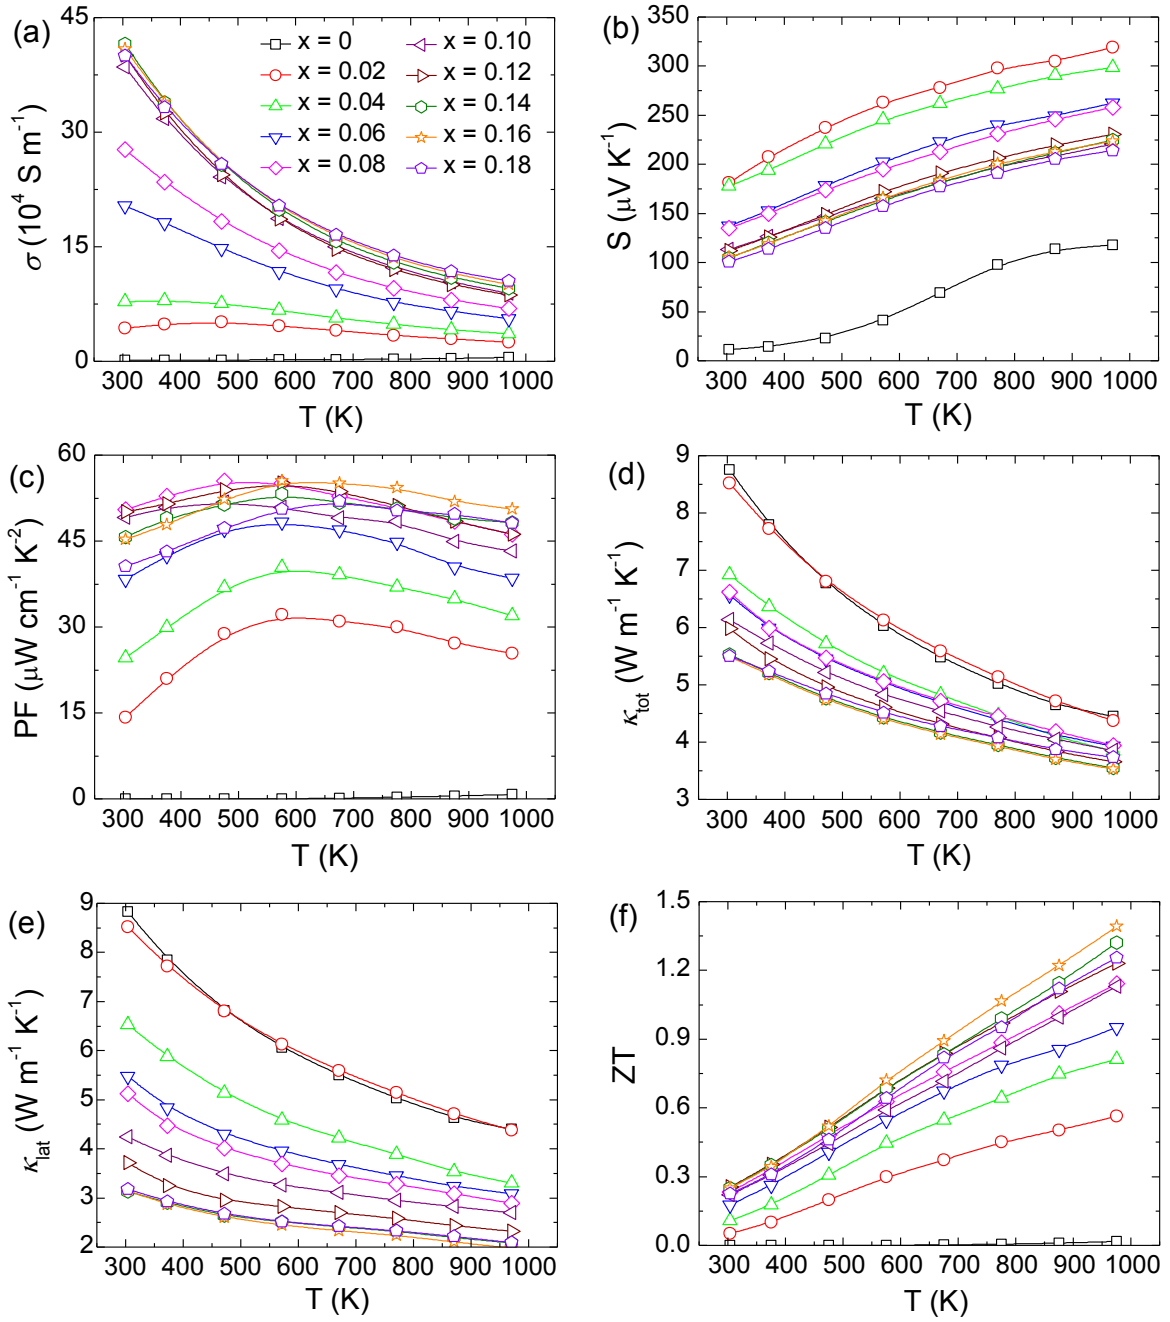 (a)
45
30
15
0
σ (10⁴ S m⁻¹)
x = 0
x = 0.02
x = 0.04
x = 0.06
x = 0.08
x = 0.10
x = 0.12
x = 0.14
x = 0.16
x = 0.18
300 400 500 600 700 800 900 1000
T (K)
(b)
350
300
250
200
150
100
50
0
S (μV K⁻¹)
300 400 500 600 700 800 900 1000
T (K)
(c)
60
45
30
15
0
PF (μW cm⁻¹ K⁻²)
300 400 500 600 700 800 900 1000
T (K)
(d)
9
8
7
6
5
4
3
κtot (W m⁻¹ K⁻¹)
300 400 500 600 700 800 900 1000
T (K)
(e)
9
8
7
6
5
4
3
2
κlat (W m⁻¹ K⁻¹)
300 400 500 600 700 800 900 1000
T (K)
(f)
1.5
1.2
0.9
0.6
0.3
0.0
ZT
300 400 500 600 700 800 900 1000
T (K)